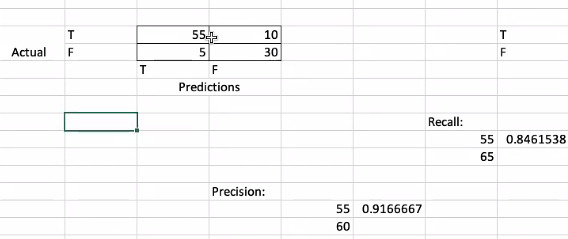 T 55 10 T
Actual F 5 30 F
T F
Predictions
Recall:
55 0.8461538
65
Precision:
55 0.9166667
60